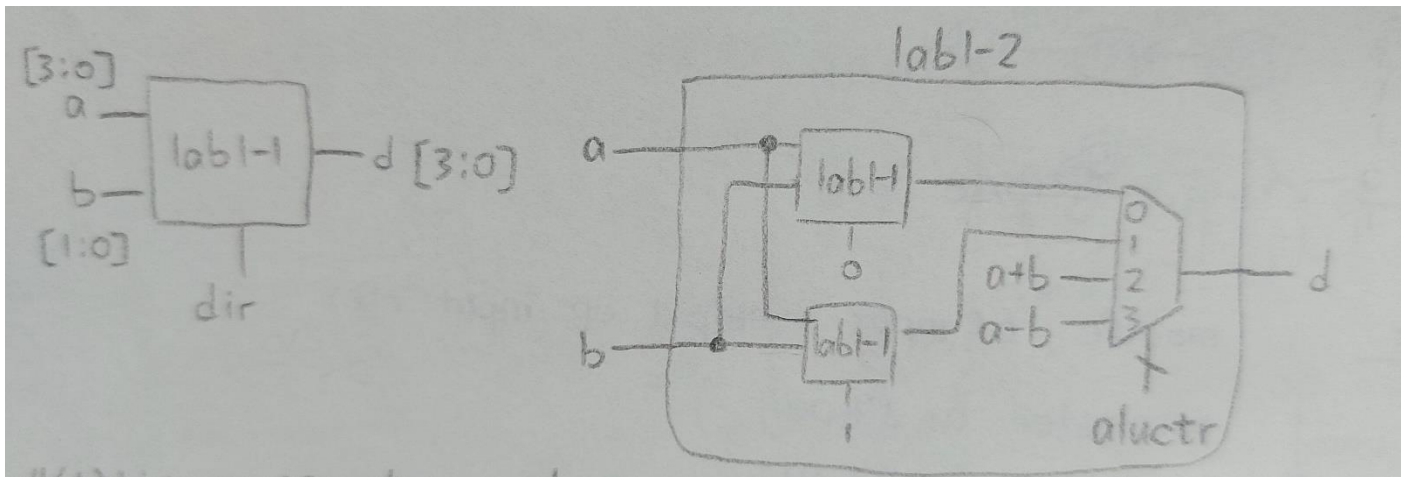 [3:0]
a
b
[1:0]
lab1-1
dir
d [3:0]
lab1-2
a
b
lab1-1
0
lab1-1
1
a+b
a-b
0
1
2
3
aluctr
d